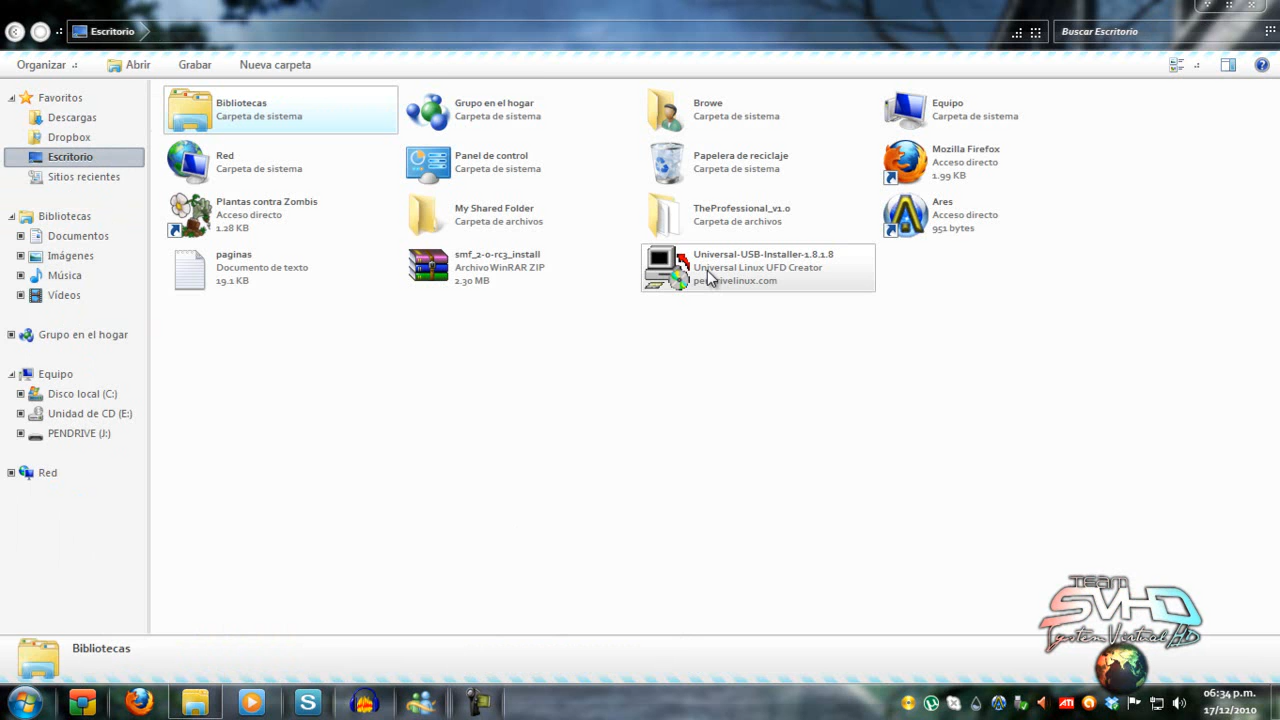 Escritorio
Buscar Escritorio
Organizar
Abrir
Grabar
Nueva carpeta
Favoritos
Descargas
Dropbox
Escritorio
Sitios recientes
Bibliotecas
Documentos
Imágenes
Música
Vídeos
Grupo en el hogar
Equipo
Disco local (C:)
Unidad de CD (E:)
PENDRIVE (J:)
Red
Bibliotecas
Carpeta de sistema
Grupo en el hogar
Carpeta de sistema
Browe
Carpeta de sistema
Equipo
Carpeta de sistema
Red
Carpeta de sistema
Panel de control
Carpeta de sistema
Papelera de reciclaje
Carpeta de sistema
Mozilla Firefox
Acceso directo
1.99 KB
Plantas contra Zombis
Acceso directo
1.28 KB
My Shared Folder
Carpeta de archivos
TheProfessional_v1.0
Carpeta de archivos
Ares
Acceso directo
951 bytes
paginas
Documento de texto
19.1 KB
smf_2-0-rc3_install
Archivo WinRAR ZIP
2.30 MB
Universal-USB-Installer-1.8.1.8
Universal Linux UFD Creator
Bibliotecas
TEAM
SVHD
System Virtual Hd
ATI
06:34 p.m.
17/12/2010